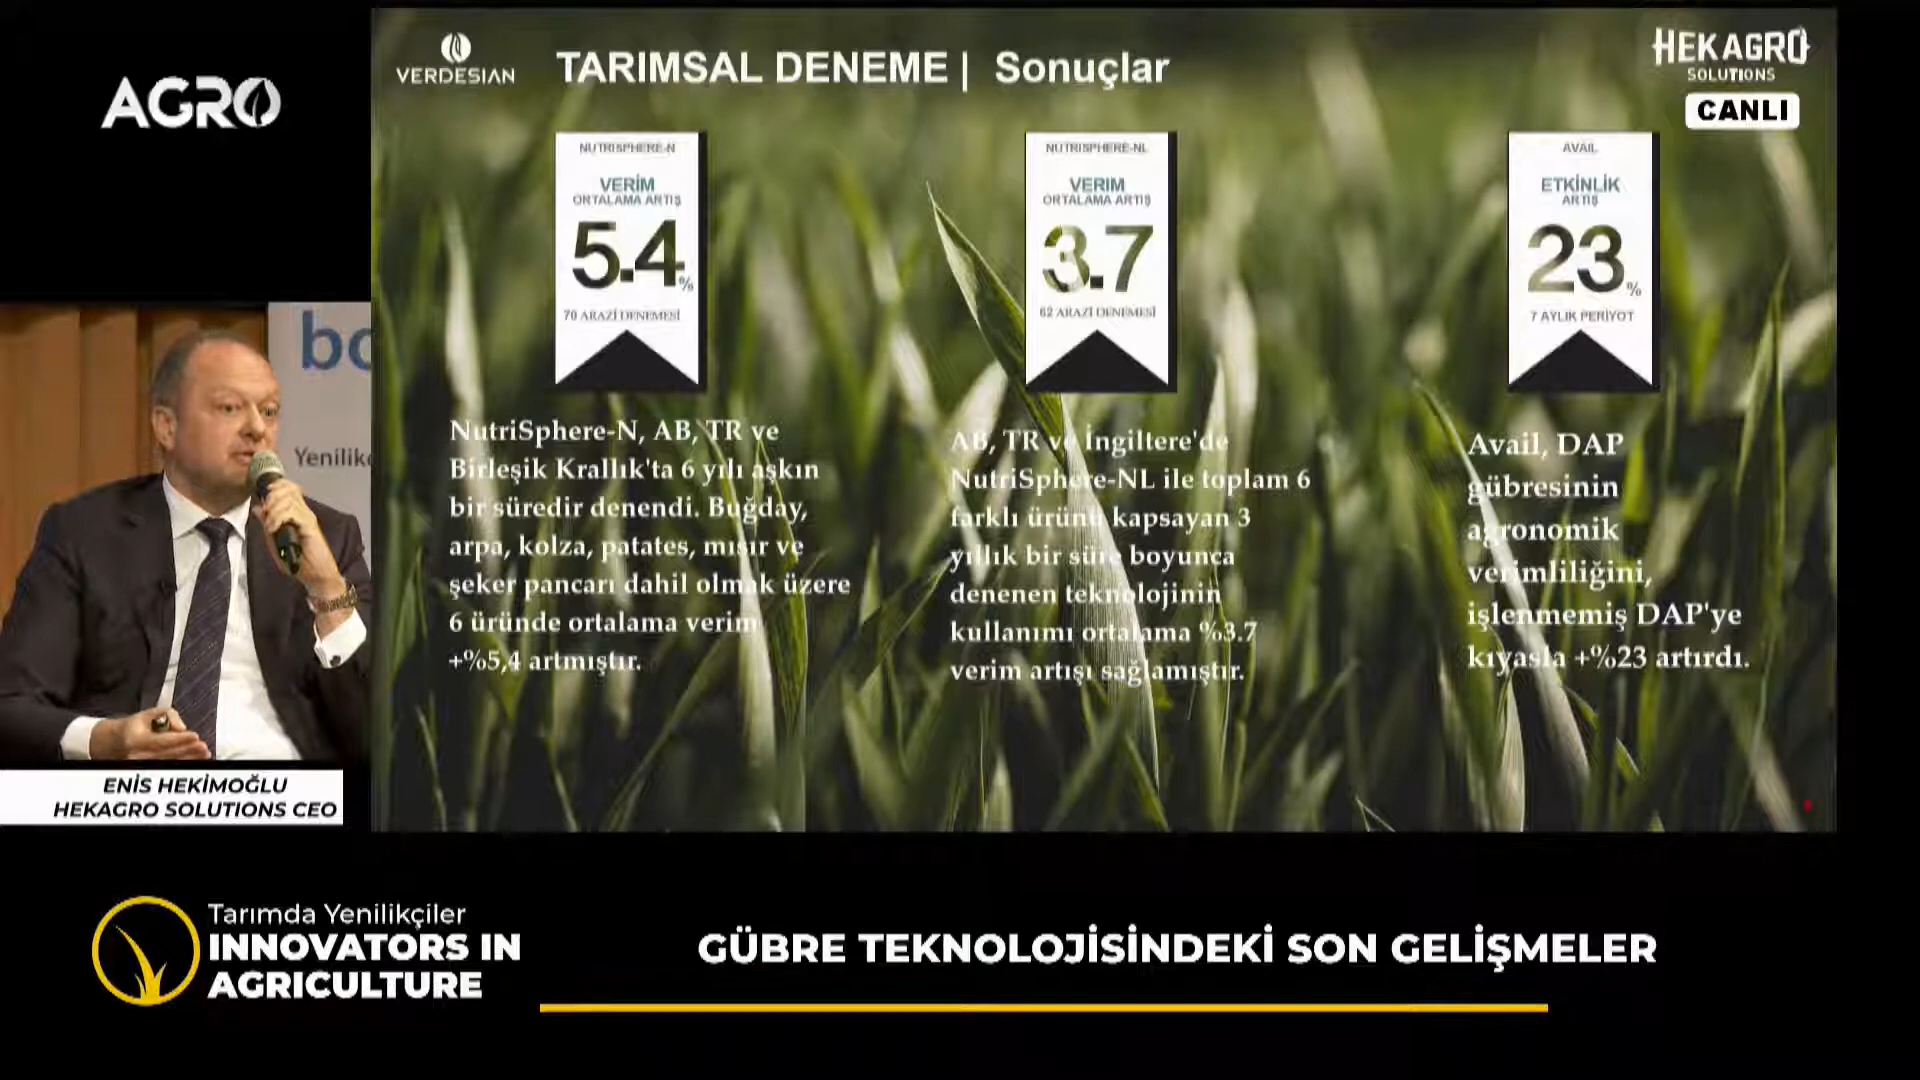 AGRO
VERDESIAN
TARIMSAL DENEME | Sonuçlar
HEKAGRO
SOLUTIONS
CANLI
NUTRISPHERE-N
VERİM
ORTALAMA ARTIŞ
5.4
%
70 ARAZİ DENEMESİ
NUTRISPHERE-NL
VERIM
ORTALAMA ARTIŞ
3.7
62 ARAZİ DENEMESİ
AVAIL
ETKİNLİK
ARTIŞ
23
%
7 AYLIK PERİYOT
NutriSphere-N, AB, TR ve
Birleşik Krallık'ta 6 yılı aşkın
bir süredir denendi. Buğday,
arpa, kolza, patates, mısır ve
şeker pancarı dahil olmak üzere
6 üründe ortalama verim
+%5,4 artmıştır.
AB, TR ve İngiltere'de
NutriSphere-NL ile toplam 6
farklı ürünü kapsayan 3
yıllık bir süre boyunca
denenen teknolojinin
kullanımı ortalama %3.7
verim artışı sağlamıştır.
Avail, DAP
gübresinin
agronomik
verimliliğini,
işlenmemiş DAP'ye
kıyasla +%23 artırdı.
ENİS HEKİMOĞLU
HEKAGRO SOLUTIONS CEO
Tarımda Yenilikçiler
INNOVATORS IN
AGRICULTURE
GÜBRE TEKNOLOJİSİNDEKİ SON GELİŞMELER